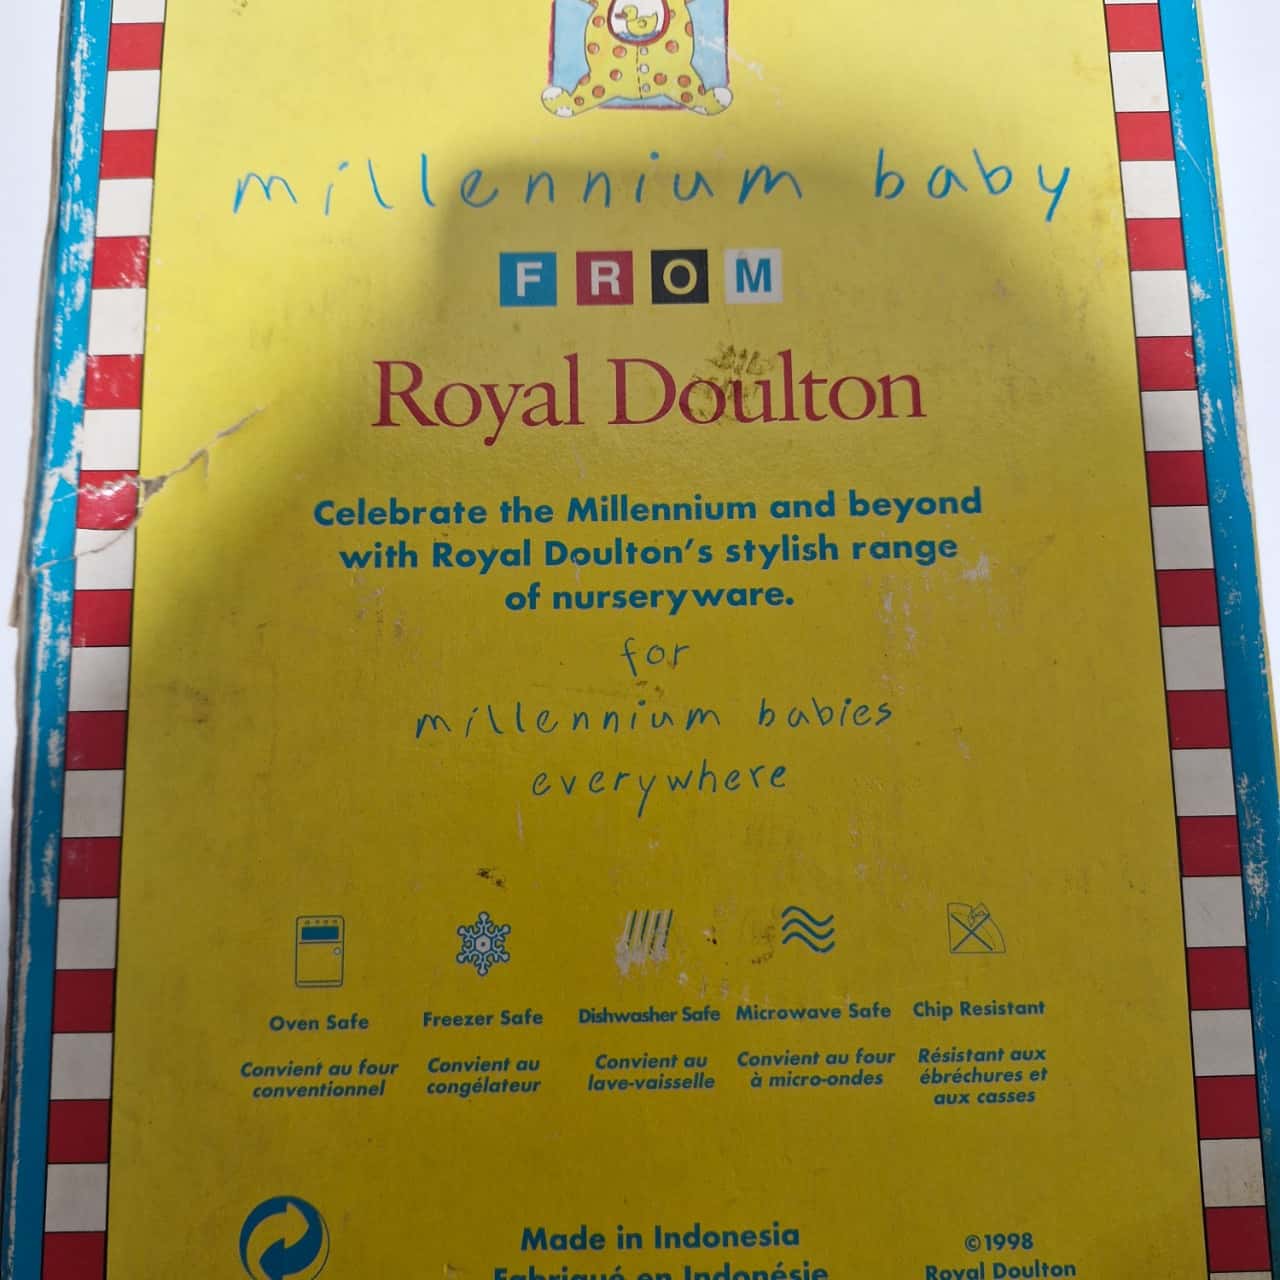 millennium baby
FROM
Royal Doulton
Celebrate the Millennium and beyond
with Royal Doulton's stylish range
of nurseryware.
for
millennium babies
everywhere
Oven Safe
Convient au four
conventionnel
Freezer Safe
Convient au
congélateur
Dishwasher Safe
Convient au
lave-vaisselle
Microwave Safe
Convient au four
à micro-ondes
Chip Resistant
Résistant aux
ébréchures et
aux casses
Made in Indonesia
Fabriqué en Indonésie
©1998
Royal Doulton